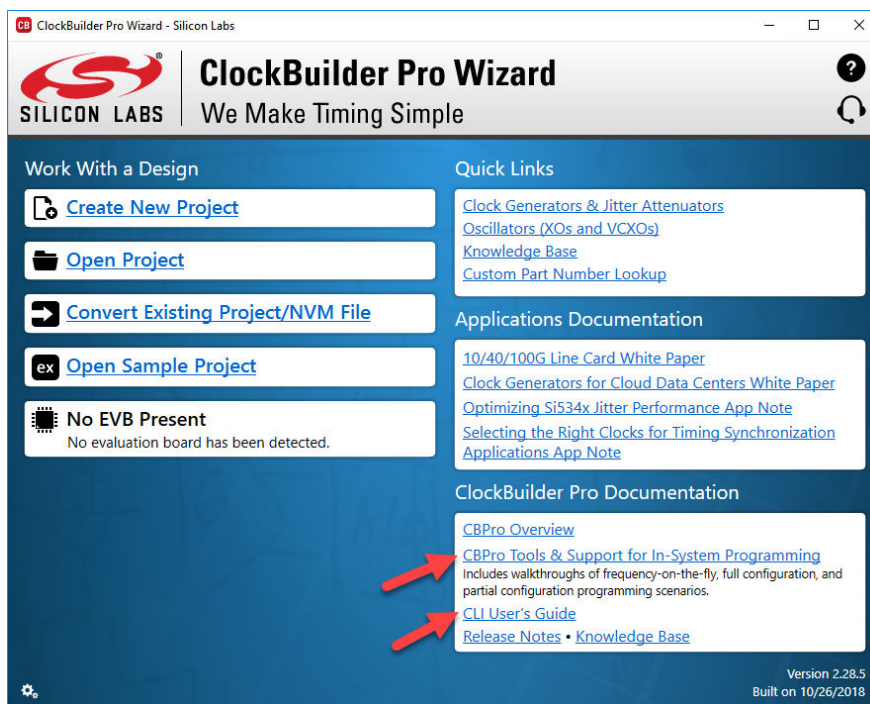 CB ClockBuilder Pro Wizard - Silicon Labs
SILICON LABS
ClockBuilder Pro Wizard
We Make Timing Simple
?
Work With a Design
Create New Project
Open Project
Convert Existing Project/NVM File
ex Open Sample Project
No EVB Present
No evaluation board has been detected.
Quick Links
Clock Generators & Jitter Attenuators
Oscillators (XOs and VCXOs)
Knowledge Base
Custom Part Number Lookup
Applications Documentation
10/40/100G Line Card White Paper
Clock Generators for Cloud Data Centers White Paper
Optimizing Si534x Jitter Performance App Note
Selecting the Right Clocks for Timing Synchronization
Applications App Note
ClockBuilder Pro Documentation
CBPro Overview
CBPro Tools & Support for In-System Programming
Includes walkthroughs of frequency-on-the-fly, full configuration, and
partial configuration programming scenarios.
CLI User's Guide
Release Notes • Knowledge Base
Version 2.28.5
Built on 10/26/2018